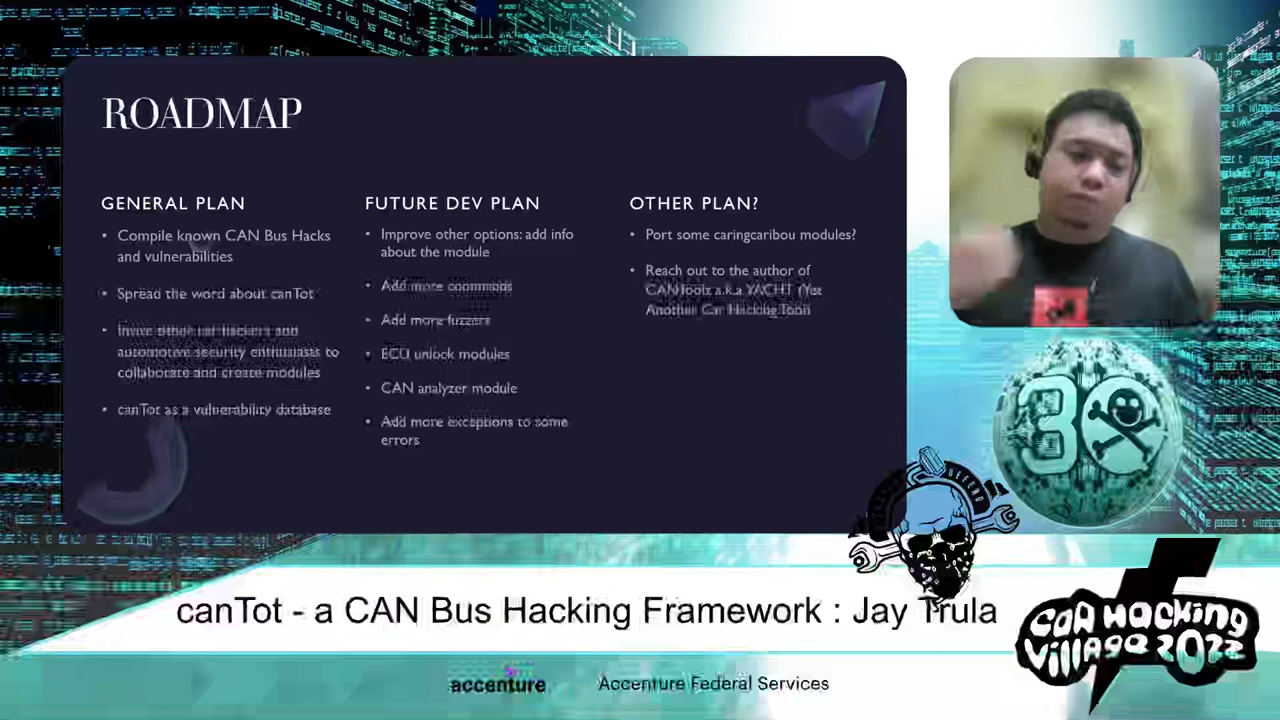 ROADMAP
GENERAL PLAN
• Compile known CAN Bus Hacks
and vulnerabilities
• Spread the word about canTot
• Invite other car hackers and
automotive security enthusiasts to
collaborate and create modules
• canTot as a vulnerability database
FUTURE DEV PLAN
• Improve other options: add info
about the module
• Add more commads
• Add more fuzzers
• ECU unlock modules
• CAN analyzer module
• Add more exceptions to some
errors
OTHER PLAN?
• Port some caringcaribou modules?
• Reach out to the author of
CANToolz a.k.a YACHT (Yet
Another Car Hacking Tool)
30
DEFEND
canTot - a CAN Bus Hacking Framework : Jay Trula
CAR HACKING
VILLAGE 2022
accenture
Accenture Federal Services